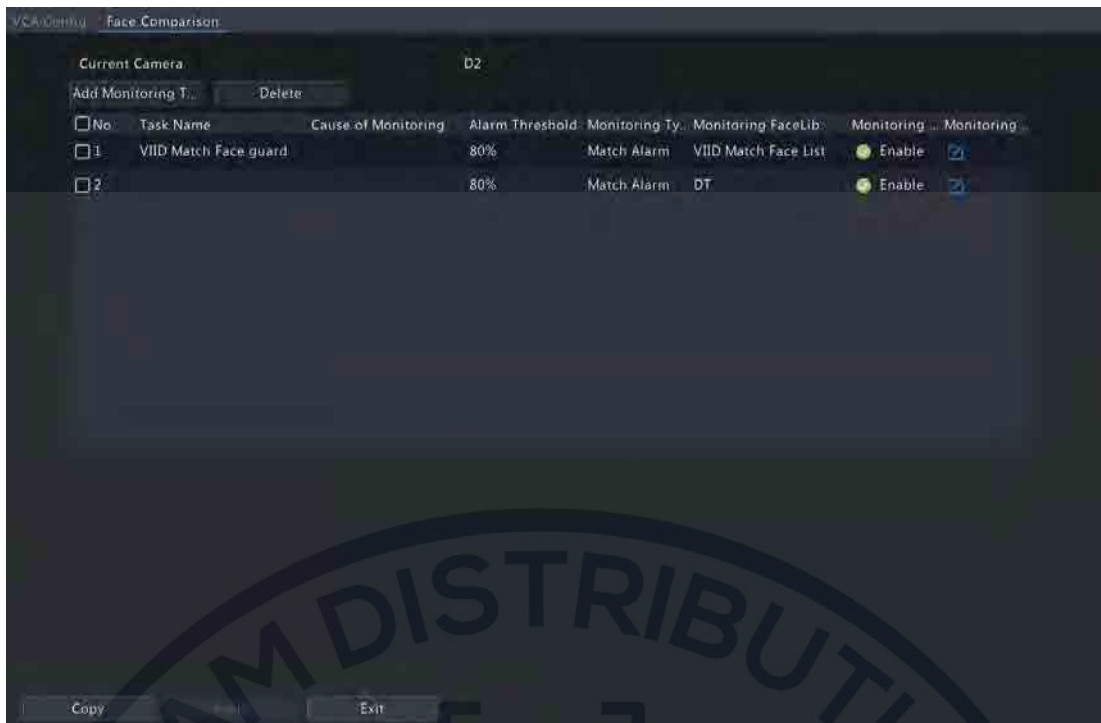 VCA Config Face Comparison
Current Camera D2
Add Monitoring T... Delete
No. Task Name Cause of Monitoring Alarm Threshold Monitoring Ty... Monitoring FaceLib Monitoring ... Monitoring ...
1 VIID Match Face guard 80% Match Alarm VIID Match Face List Enable
2 80% Match Alarm DT Enable
DISTRIBUTI
Copy Exit